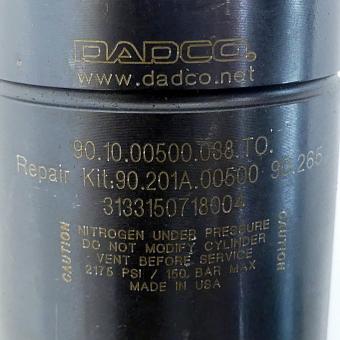 DADCO®
www.dadco.net
90.10.00500.038.TO.
Repair Kit:90.201A.00500 90.265
3133150718004
CAUTION
NITROGEN UNDER PRESSURE
DO NOT MODIFY CYLINDER
VENT BEFORE SERVICE
2175 PSI / 150 BAR MAX
MADE IN USA
CAUTION